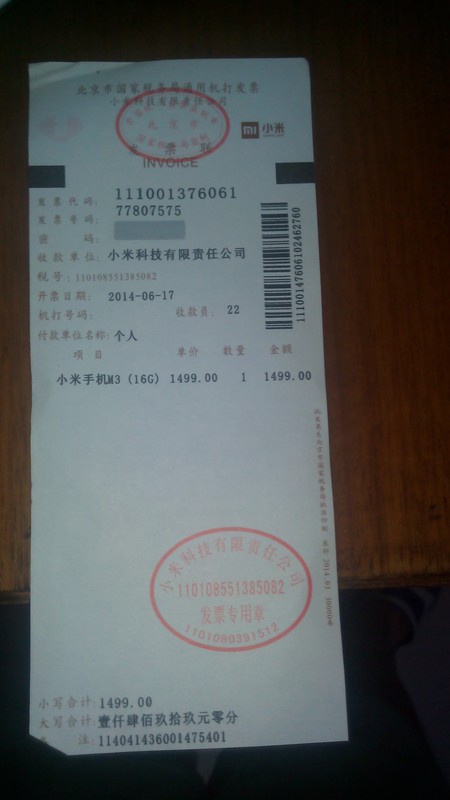 北京市国家税务局通用机打发票
小米科技有限责任公司
小米
发票联
INVOICE
发票代码: 111001376061
发票号码: 77807575
密 码:
收款单位: 小米科技有限责任公司
税号: 110108551385082
开票日期: 2014-06-17
机打号码: 收款员: 22
付款单位名称: 个人
项目 单价 数量 金额
小米手机M3 (16G) 1499.00 1 1499.00
11100147606102462760
小米科技有限责任公司
110108551385082
发票专用章
1101080391512
小写合计: 1499.00
大写合计: 壹仟肆佰玖拾玖元零分
注: 114041436001475401